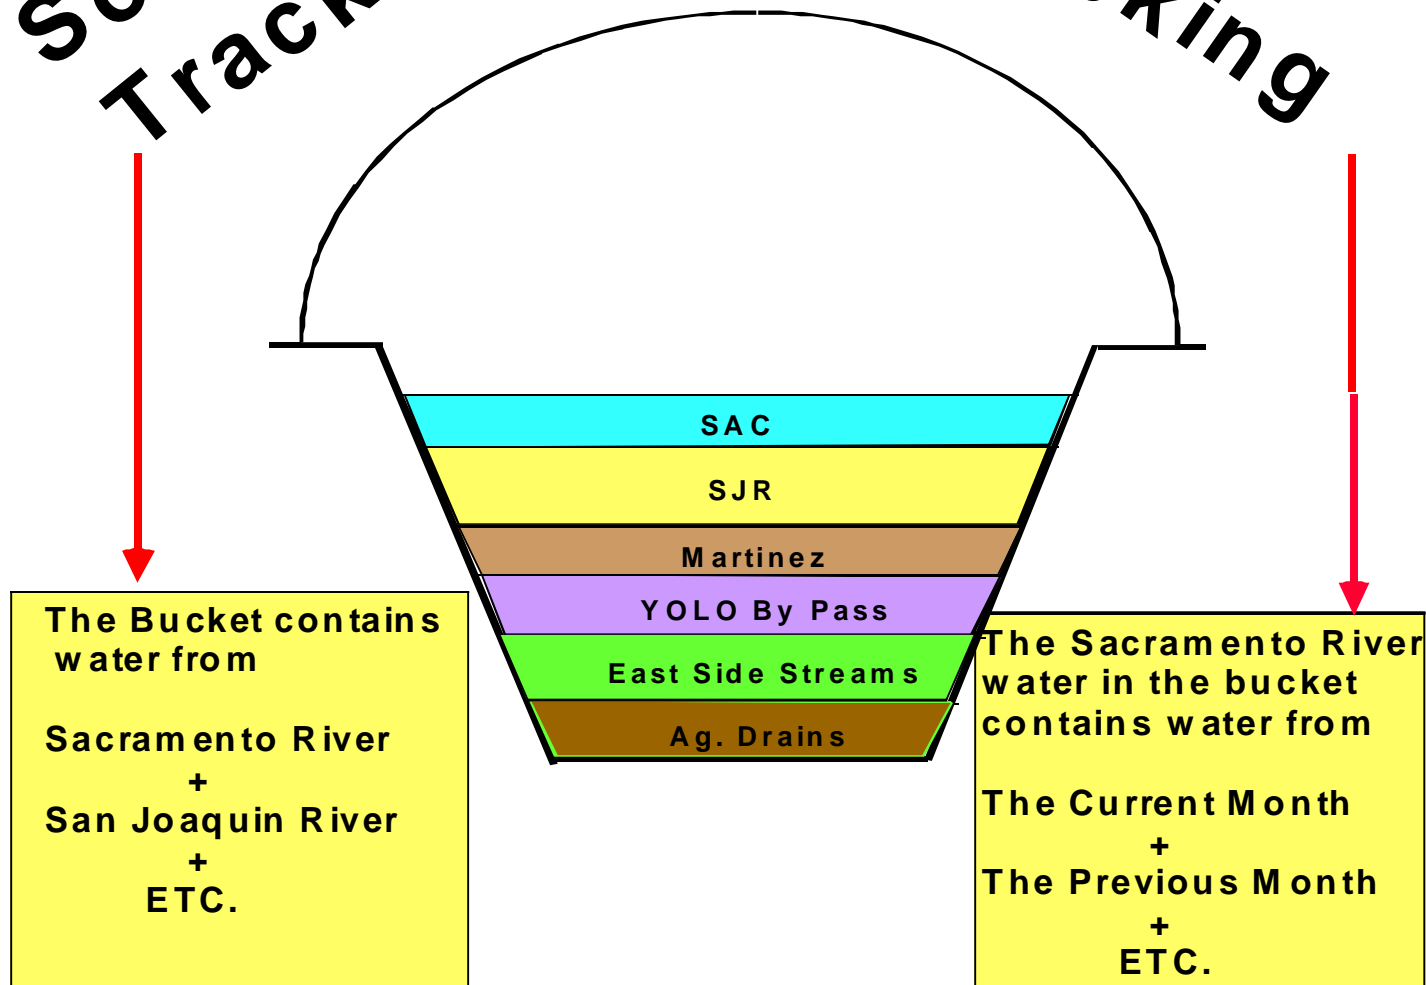 SAC
SJR
Martinez
YOLO By Pass
East Side Streams
Ag. Drains
The Bucket contains
water from
Sacramento River
+
San Joaquin River
+
ETC.
The Sacramento River
water in the bucket
contains water from
The Current Month
+
The Previous Month
+
ETC.